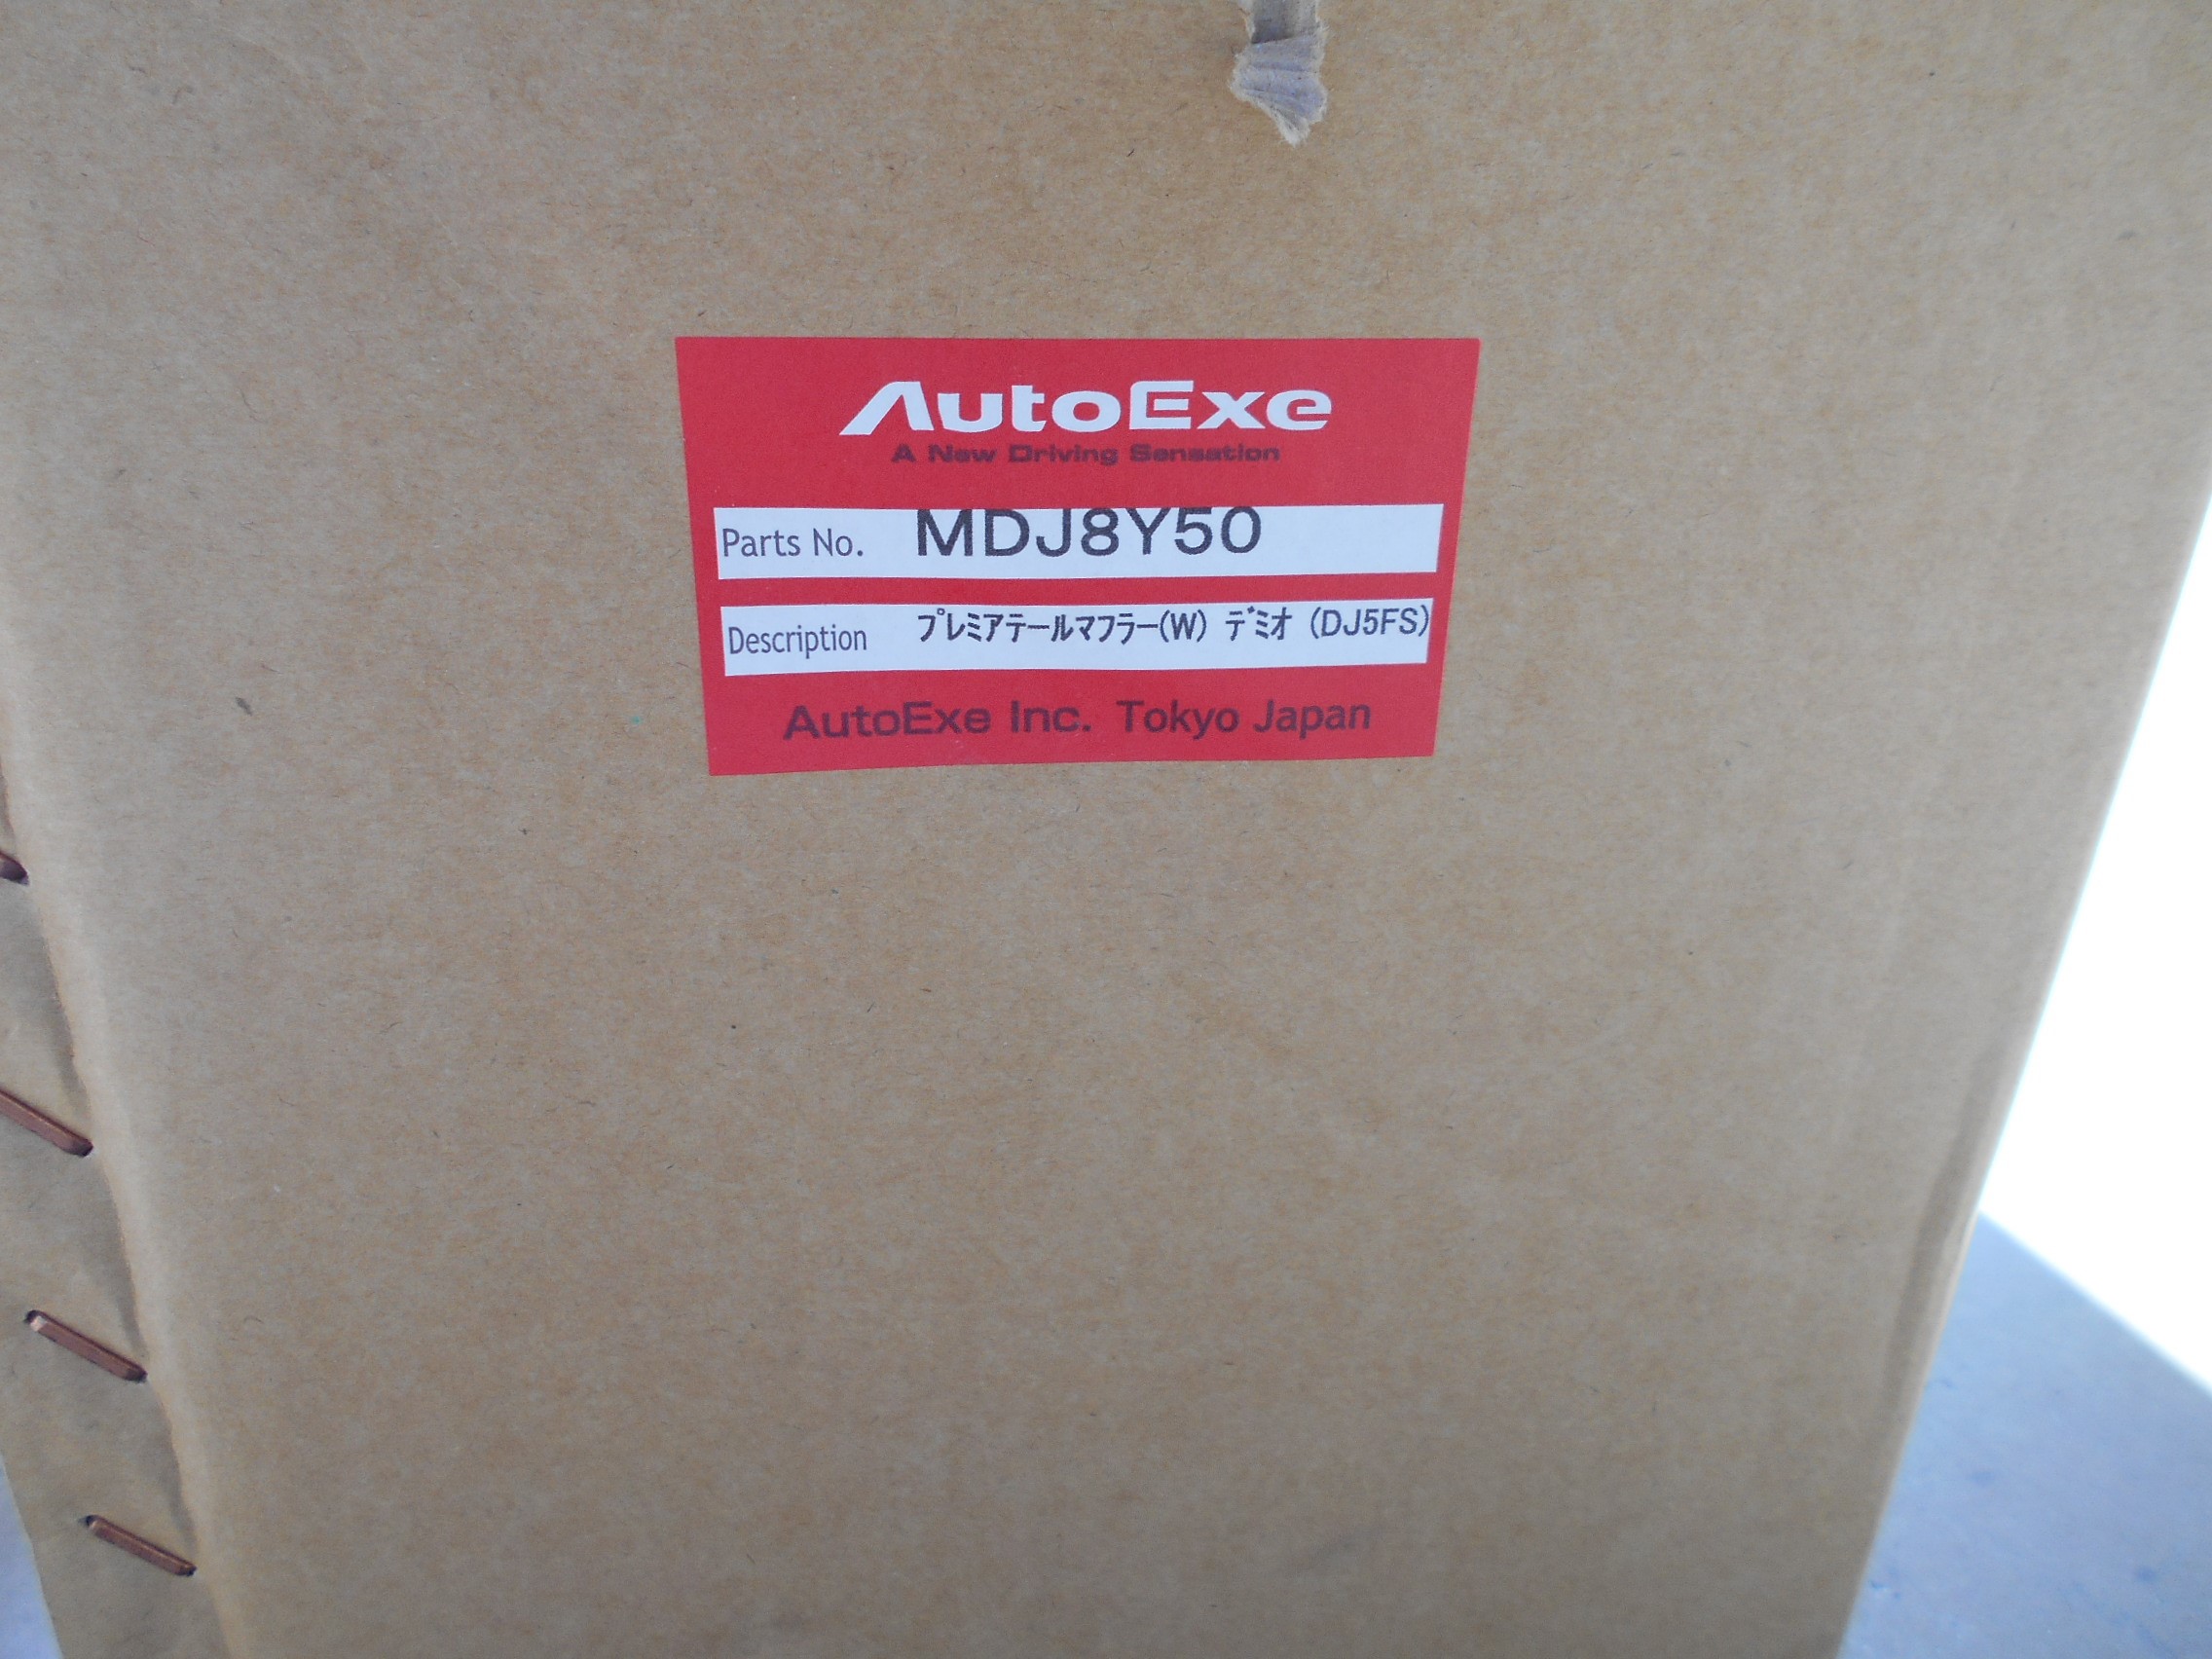 AutoExe
A New Driving Sensation
Parts No. MDJ8Y50
Description ﾌﾟﾚﾐｱﾃｰﾙﾏﾌﾗｰ(W) ﾃﾞﾐｵ (DJ5FS)
AutoExe Inc. Tokyo Japan